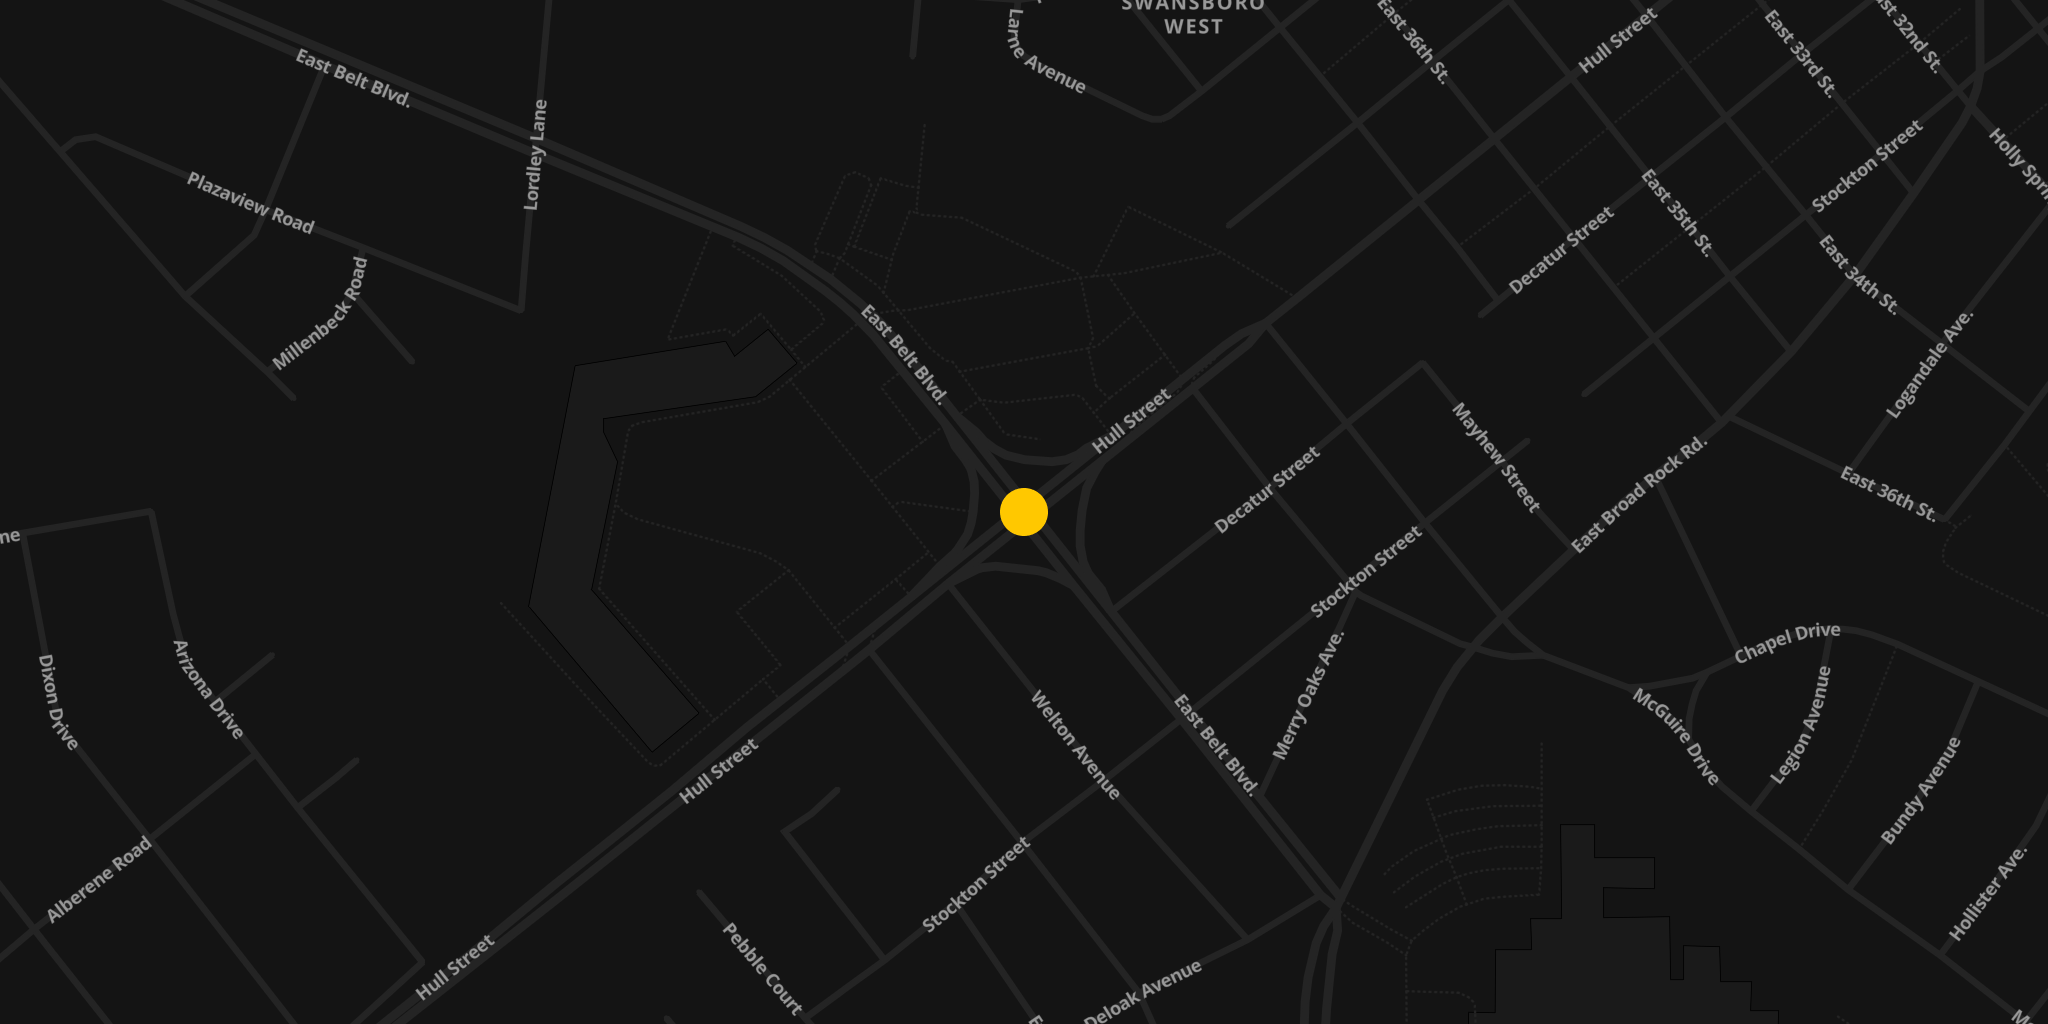 SWANSBORO
WEST
Larne Avenue
East 36th St.
Hull Street
East 33rd St.
East 32nd St.
East Belt Blvd.
Lordley Lane
Plazaview Road
Millenbeck Road
Stockton Street
East 35th St.
Decatur Street
East 34th St.
Logandale Ave.
East Belt Blvd.
Hull Street
Mayhew Street
Decatur Street
East Broad Rock Rd.
East 36th St.
Stockton Street
Chapel Drive
Merry Oaks Ave.
McGuire Drive
Legion Avenue
Bundy Avenue
Hollister Ave.
Dixon Drive
Arizona Drive
Alberene Road
Hull Street
Hull Street
Welton Avenue
East Belt Blvd.
Stockton Street
Pebble Court
Deloak Avenue